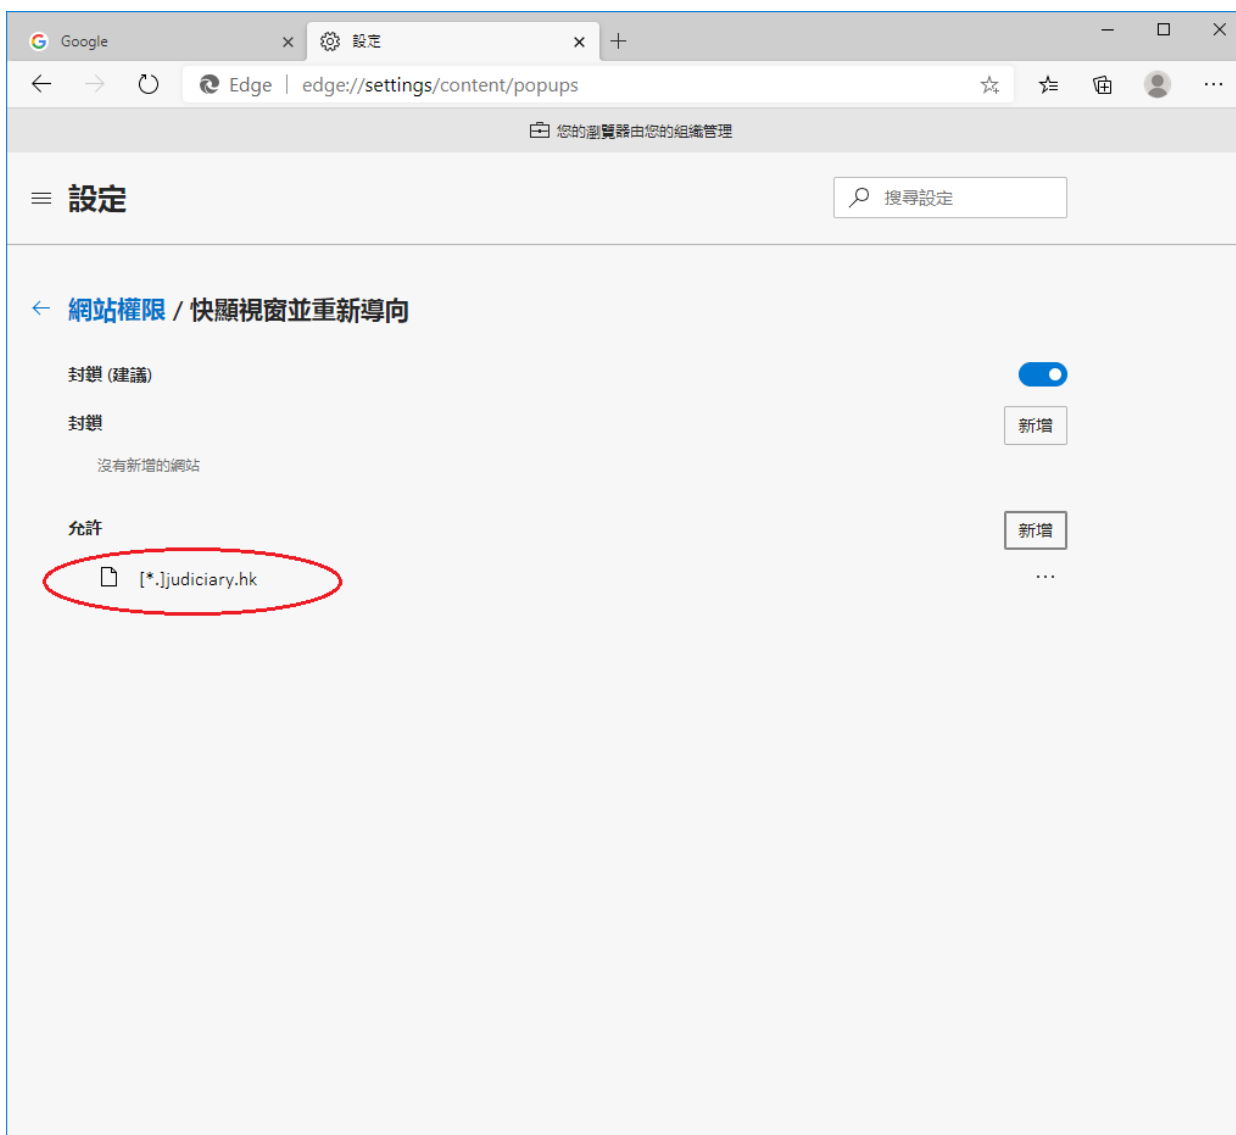 Google
設定
Edge | edge://settings/content/popups
您的瀏覽器由您的組織管理
設定
搜尋設定
網站權限 / 快顯視窗並重新導向
封鎖 (建議)
封鎖
新增
沒有新增的網站
允許
新增
[*.]judiciary.hk